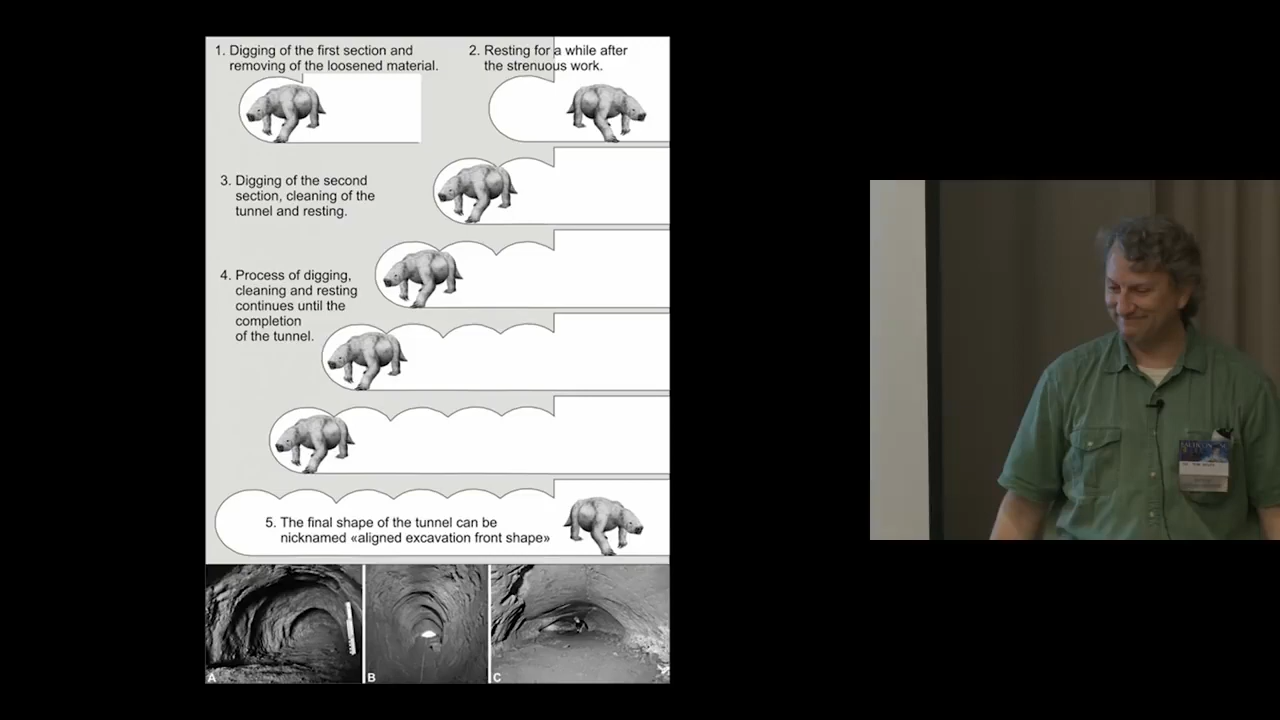 1. Digging of the first section and
removing of the loosened material.
2. Resting for a while after
the strenuous work.
3. Digging of the second
section, cleaning of the
tunnel and resting.
4. Process of digging,
cleaning and resting
continues until the
completion
of the tunnel.
5. The final shape of the tunnel can be
nicknamed «aligned excavation front shape»
A
B
C